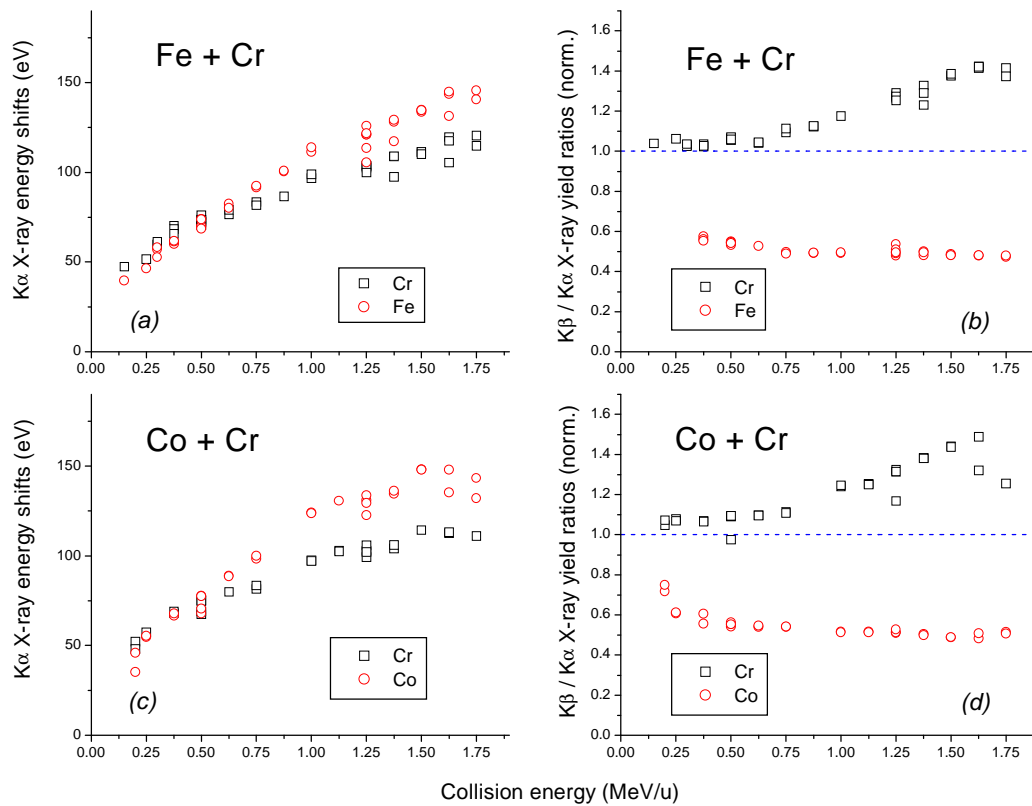 Fe + Cr
Kα X-ray energy shifts (eV)
150
100
50
0
0.00 0.25 0.50 0.75 1.00 1.25 1.50 1.75
Cr
Fe
(a)
Fe + Cr
Kβ / Kα X-ray yield ratios (norm.)
1.4
1.2
1.0
0.8
0.6
0.4
0.2
1.0
0.00 0.25 0.50 0.75 1.00 1.25 1.50 1.75
Cr
Fe
(b)
Co + Cr
Kα X-ray energy shifts (eV)
150
100
50
0
0.00 0.25 0.50 0.75 1.00 1.25 1.50 1.75
Cr
Co
(c)
Co + Cr
Kβ / Kα X-ray yield ratios (norm.)
1.6
1.4
1.2
1.0
0.8
0.6
0.4
0.2
0.00 0.25 0.50 0.75 1.00 1.25 1.50 1.75
Cr
Co
(d)
Collision energy (MeV/u)